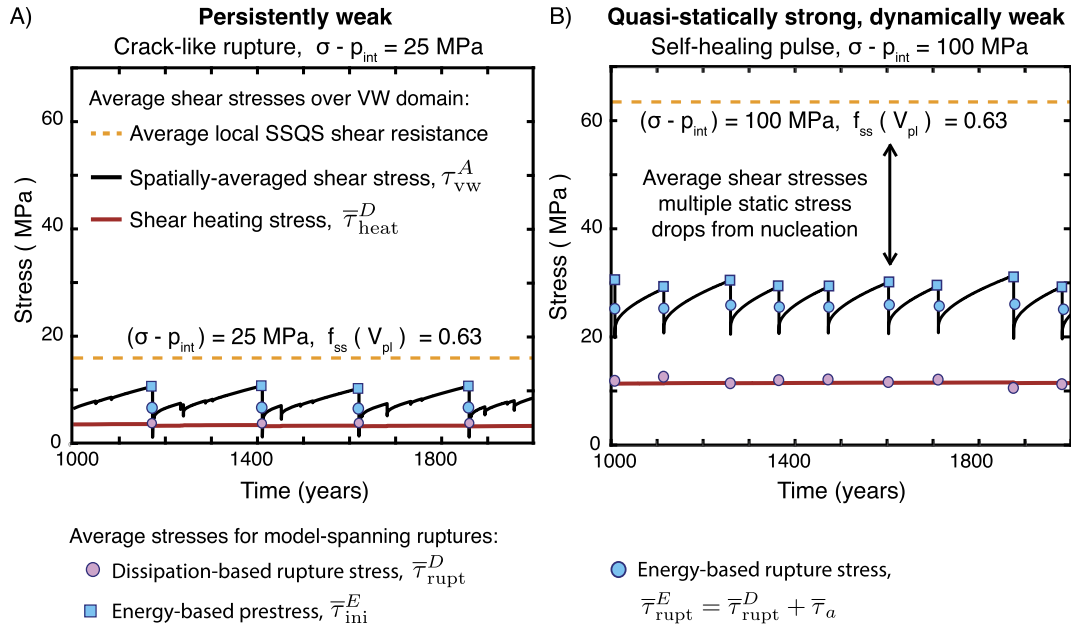 A)
Persistently weak
Crack-like rupture, σ - p_int = 25 MPa
Average shear stresses over VW domain:
Average local SSQS shear resistance
Spatially-averaged shear stress, τ^A_vw
Shear heating stress, τ̅^D_heat
(σ - p_int) = 25 MPa, f_ss ( V_pl ) = 0.63
Stress ( MPa)
60
40
20
0
1000
1400
1800
Time (years)
B)
Quasi-statically strong, dynamically weak
Self-healing pulse, σ - p_int = 100 MPa
(σ - p_int) = 100 MPa, f_ss ( V_pl ) = 0.63
Average shear stresses
multiple static stress
drops from nucleation
Stress ( MPa)
60
40
30
20
0
1000
1400
1800
Time (years)
Average stresses for model-spanning ruptures:
Dissipation-based rupture stress, τ̅^D_rupt
Energy-based prestress, τ̅^E_ini
Energy-based rupture stress,
τ̅^E_rupt = τ̅^D_rupt + τ̅_a